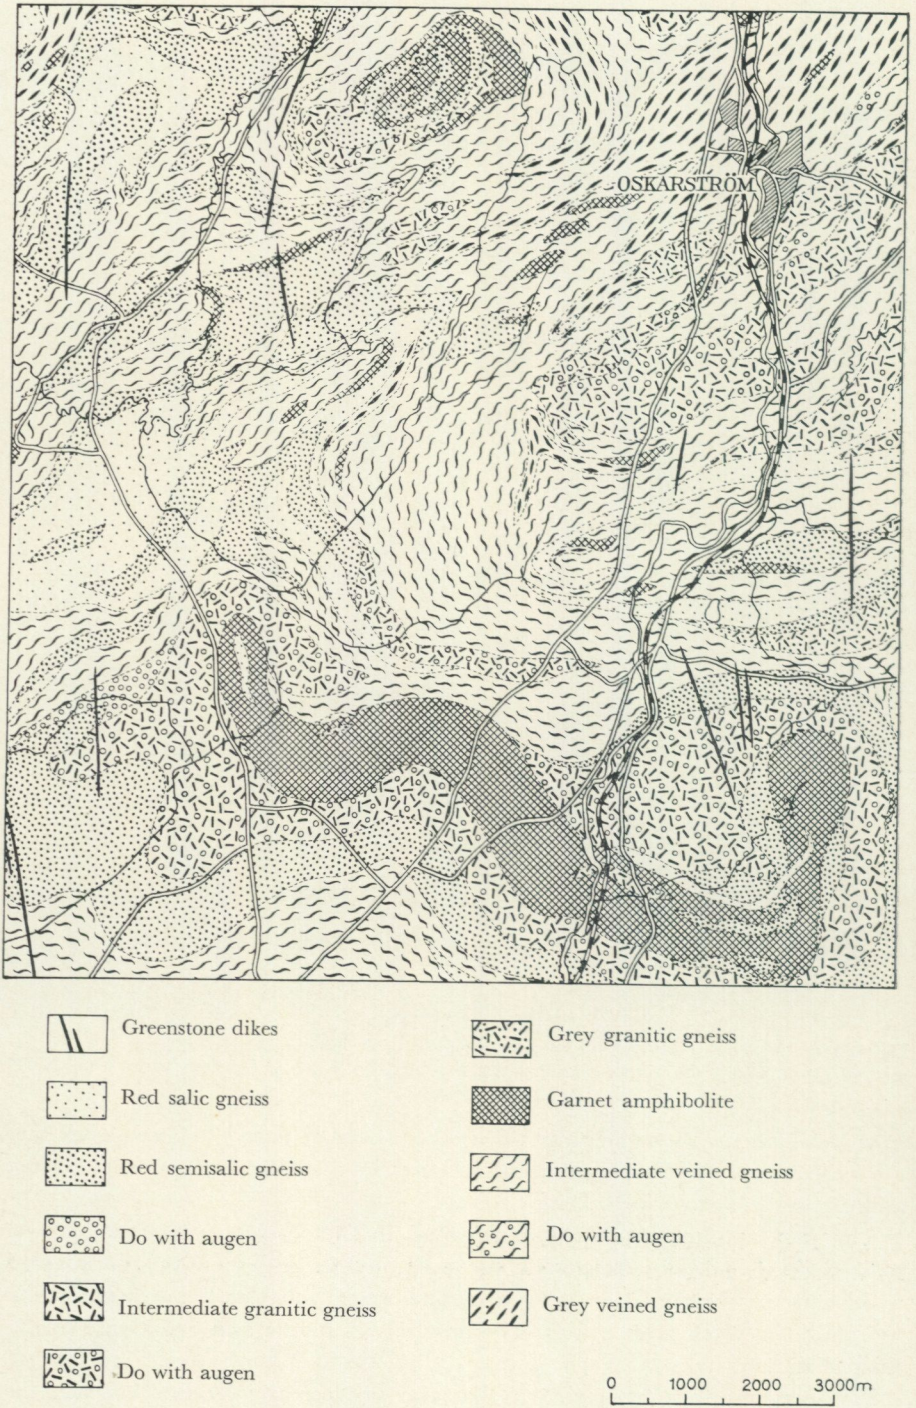 OSKARSTRÖM
Greenstone dikes
Red salic gneiss
Red semisalic gneiss
Do with augen
Intermediate granitic gneiss
Do with augen
Grey granitic gneiss
Garnet amphibolite
Intermediate veined gneiss
Do with augen
Grey veined gneiss
0 1000 2000 3000m